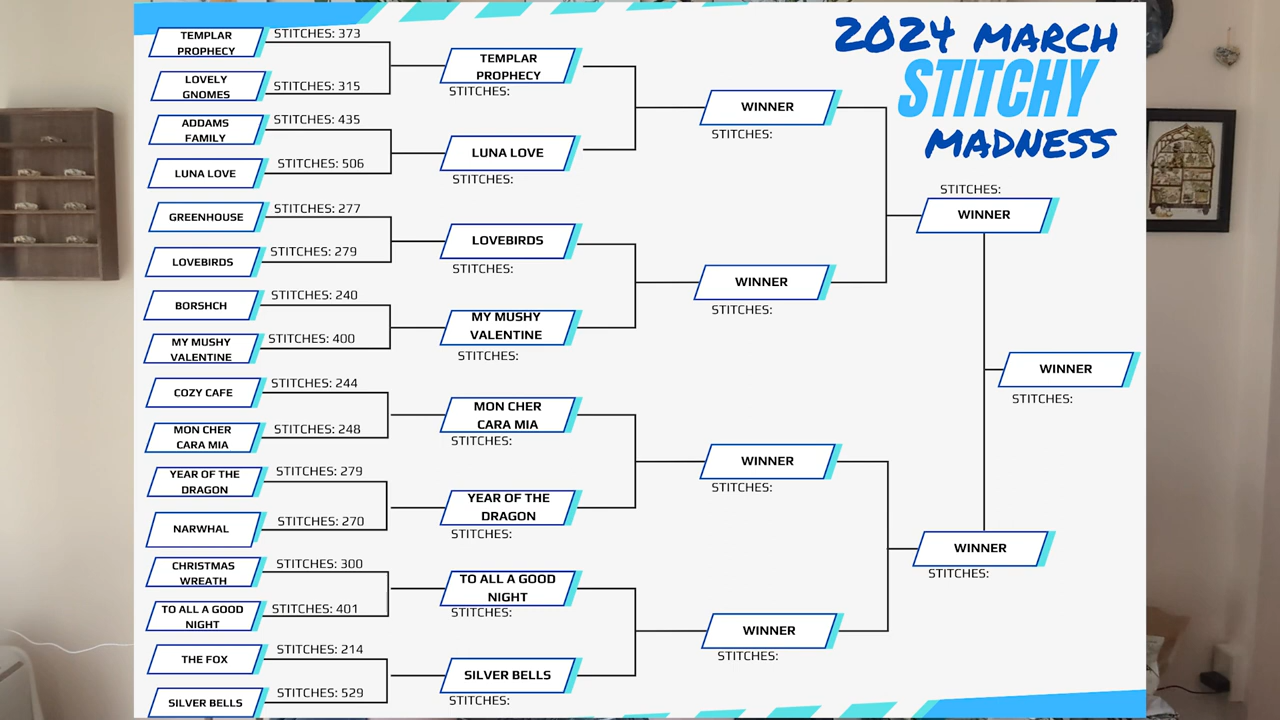 2024 MARCH
STITCHY
MADNESS
TEMPLAR
PROPHECY
STITCHES: 373
LOVELY
GNOMES
STITCHES: 315
ADDAMS
FAMILY
STITCHES: 435
LUNA LOVE
STITCHES: 506
GREENHOUSE
STITCHES: 277
LOVEBIRDS
STITCHES: 279
BORSHCH
STITCHES: 240
MY MUSHY
VALENTINE
STITCHES: 400
COZY CAFE
STITCHES: 244
MON CHER
CARA MIA
STITCHES: 248
YEAR OF THE
DRAGON
STITCHES: 279
NARWHAL
STITCHES: 270
CHRISTMAS
WREATH
STITCHES: 300
TO ALL A GOOD
NIGHT
STITCHES: 401
THE FOX
STITCHES: 214
SILVER BELLS
STITCHES: 529
TEMPLAR
PROPHECY
STITCHES:
LUNA LOVE
STITCHES:
LOVEBIRDS
STITCHES:
MY MUSHY
VALENTINE
STITCHES:
MON CHER
CARA MIA
STITCHES:
YEAR OF THE
DRAGON
STITCHES:
TO ALL A GOOD
NIGHT
STITCHES:
SILVER BELLS
STITCHES:
WINNER
STITCHES:
WINNER
STITCHES:
WINNER
STITCHES:
WINNER
STITCHES:
STITCHES:
WINNER
WINNER
STITCHES:
WINNER
STITCHES: